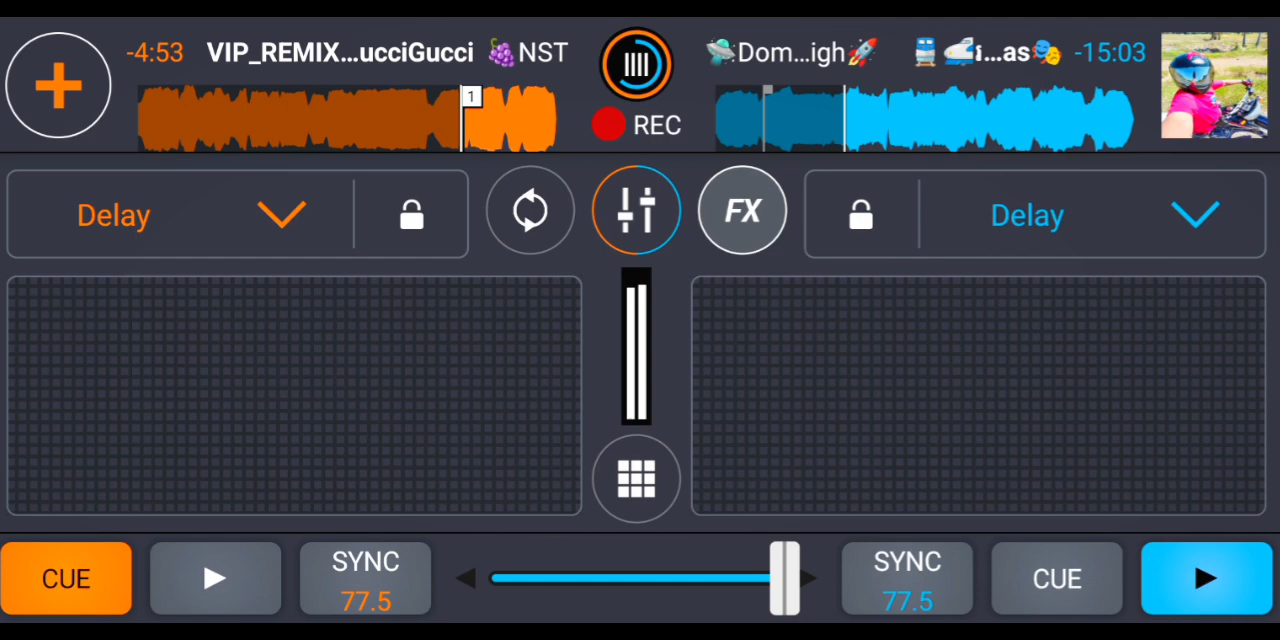 -4:53 VIP_REMIX...ucciGucci 🍇NST
🛸Dom...igh🚀 🚆 🚄í...as🎭 -15:03
1
REC
Delay
FX
Delay
CUE
SYNC
77.5
SYNC
77.5
CUE